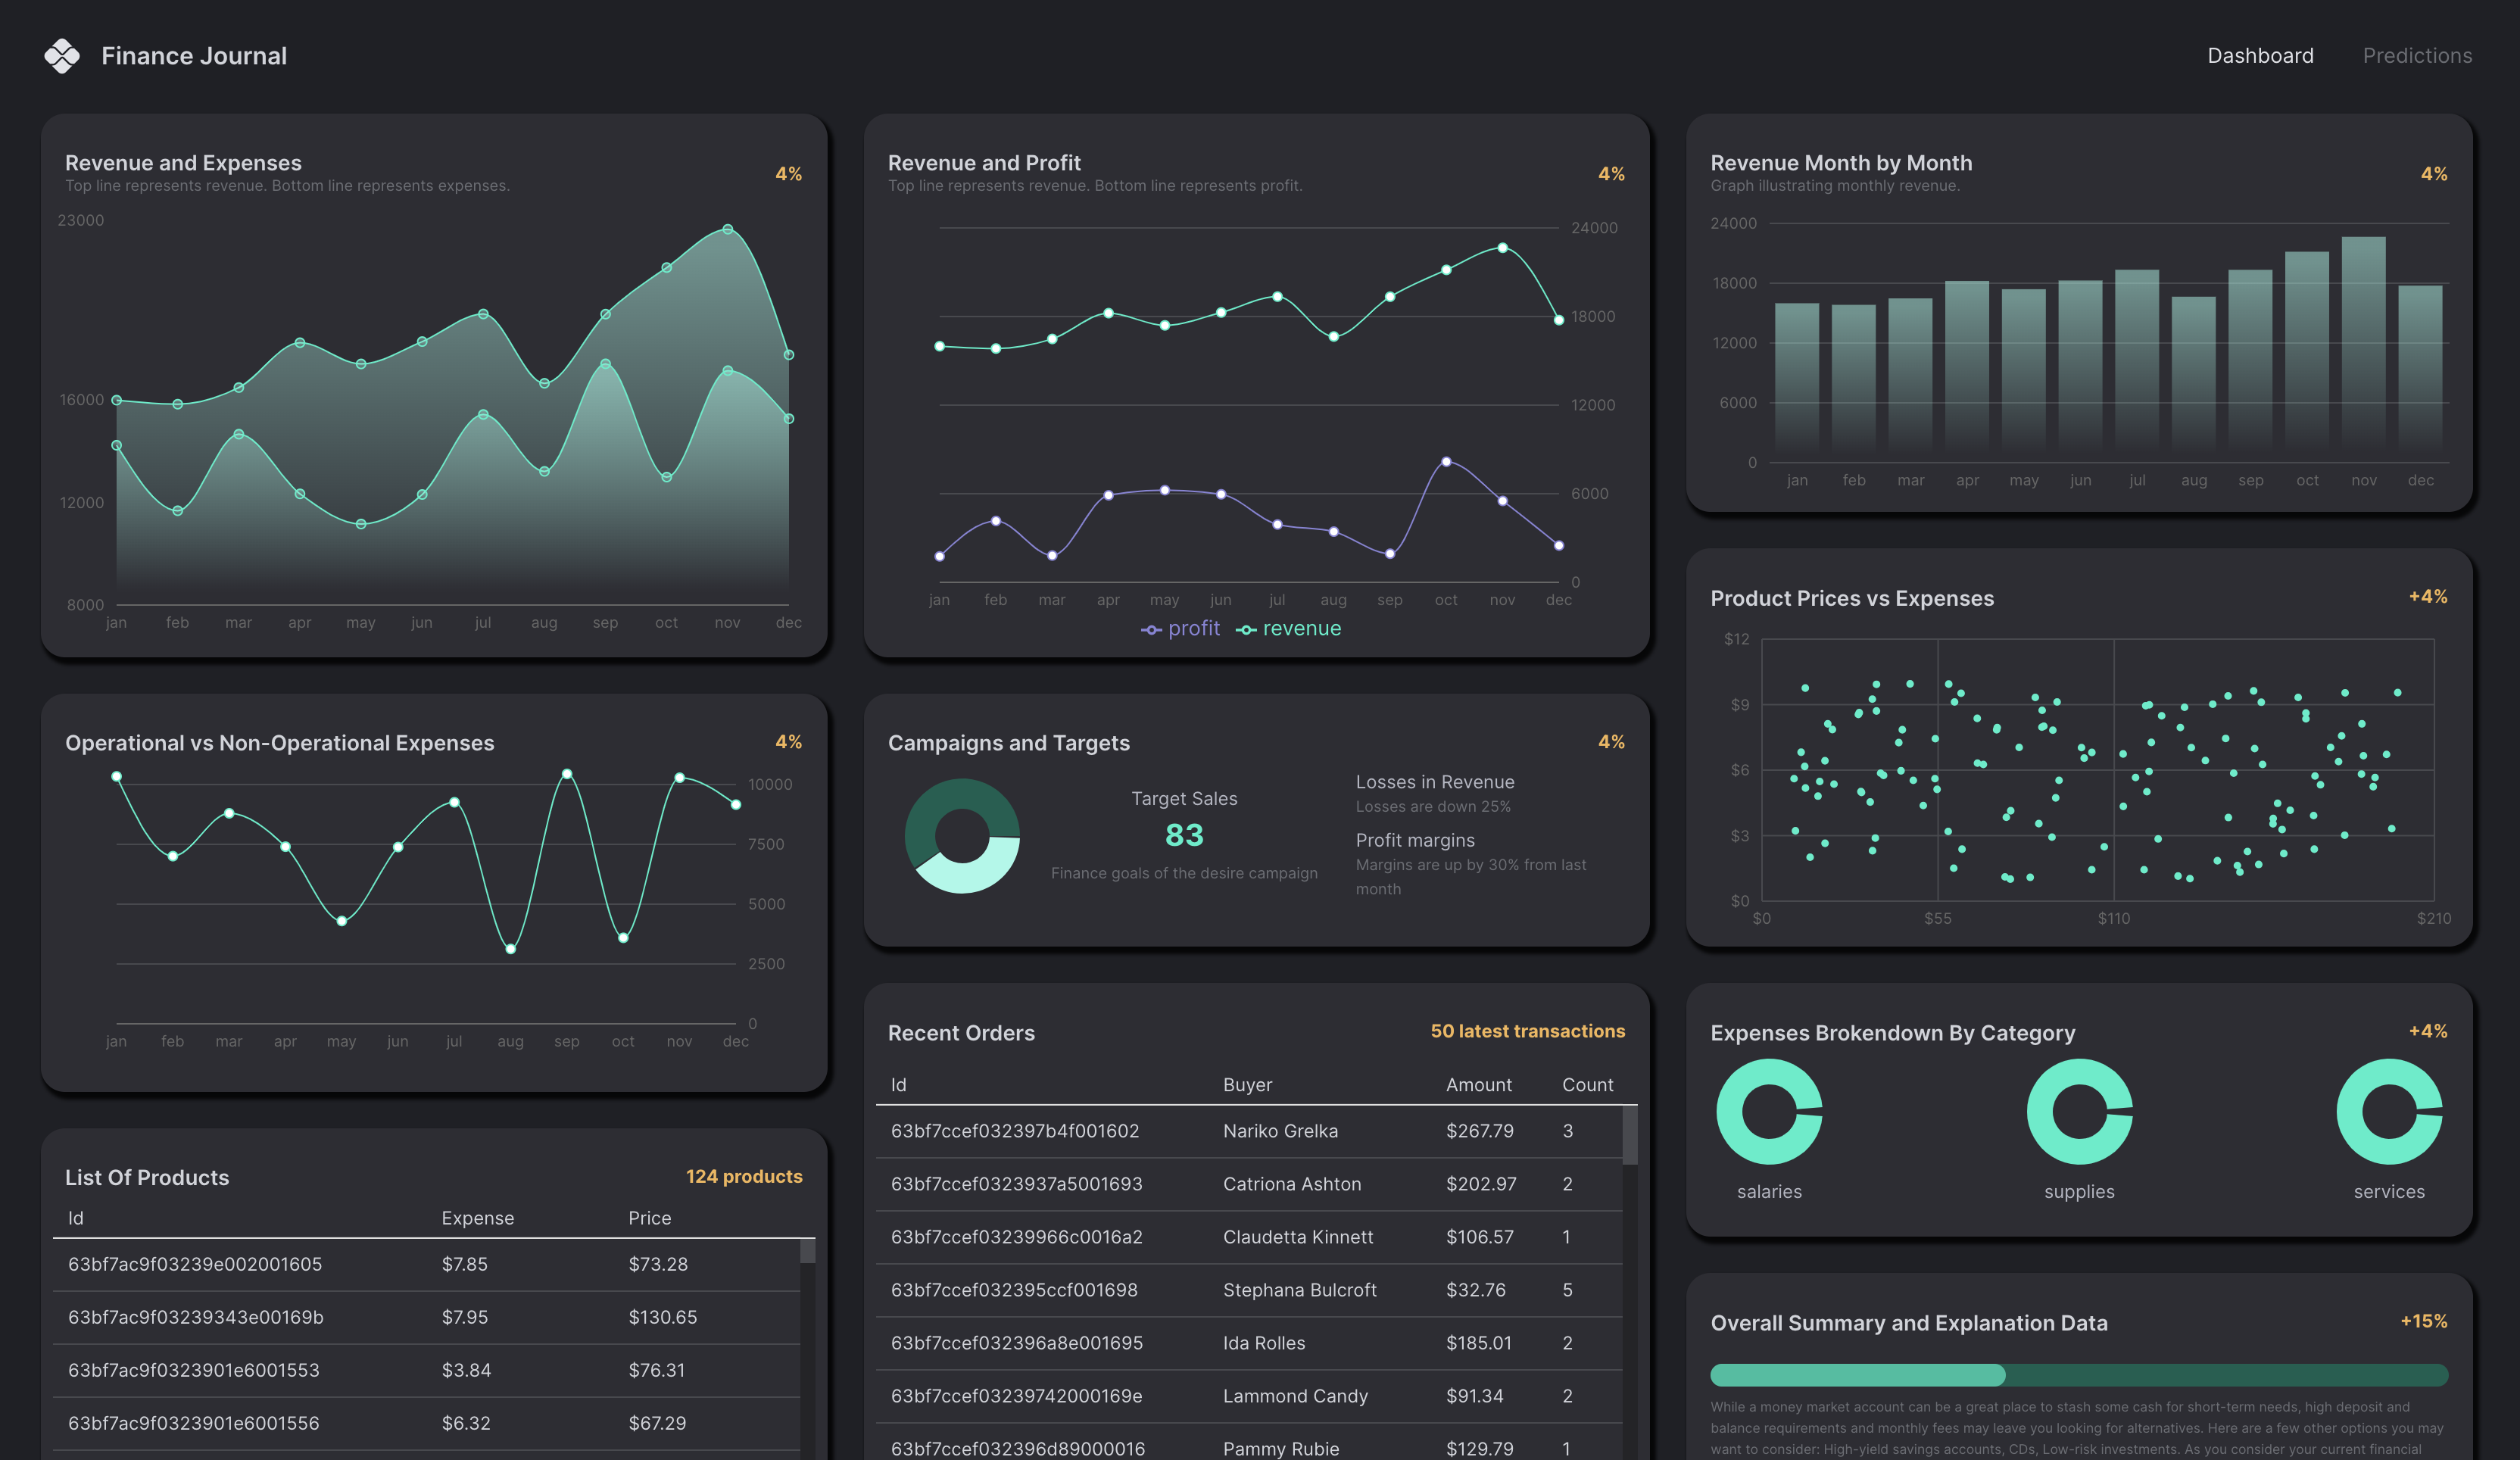 Finance Journal
Dashboard Predictions
Revenue and Expenses
Top line represents revenue. Bottom line represents expenses.
4%
23000
16000
12000
8000
jan feb mar apr may jun jul aug sep oct nov dec
Revenue and Profit
Top line represents revenue. Bottom line represents profit.
4%
24000
18000
12000
6000
0
jan feb mar apr may jun jul aug sep oct nov dec
profit revenue
Revenue Month by Month
Graph illustrating monthly revenue.
4%
24000
18000
12000
6000
0
jan feb mar apr may jun jul aug sep oct nov dec
Operational vs Non-Operational Expenses
4%
10000
7500
5000
2500
0
jan feb mar apr may jun jul aug sep oct nov dec
Campaigns and Targets
4%
Target Sales
83
Finance goals of the desire campaign
Losses in Revenue
Losses are down 25%
Profit margins
Margins are up by 30% from last
month
Product Prices vs Expenses
+4%
$12
$9
$6
$3
$0
$0 $55 $110 $210
List Of Products
124 products
Id Expense Price
63bf7ac9f03239e002001605 $7.85 $73.28
63bf7ac9f03239343e00169b $7.95 $130.65
63bf7ac9f0323901e6001553 $3.84 $76.31
63bf7ac9f0323901e6001556 $6.32 $67.29
Recent Orders
50 latest transactions
Id Buyer Amount Count
63bf7ccef032397b4f001602 Nariko Grelka $267.79 3
63bf7ccef0323937a5001693 Catriona Ashton $202.97 2
63bf7ccef03239966c0016a2 Claudetta Kinnett $106.57 1
63bf7ccef032395ccf001698 Stephana Bulcroft $32.76 5
63bf7ccef032396a8e001695 Ida Rolles $185.01 2
63bf7ccef03239742000169e Lammond Candy $91.34 2
63bf7ccef032396d89000016 Pammy Rubie $129.79 1
Expenses Brokendown By Category
+4%
salaries supplies services
Overall Summary and Explanation Data
+15%
While a money market account can be a great place to stash some cash for short-term needs, high deposit and
balance requirements and monthly fees may leave you looking for alternatives. Here are a few other options you may
want to consider: High-yield savings accounts, CDs, Low-risk investments. As you consider your current financial